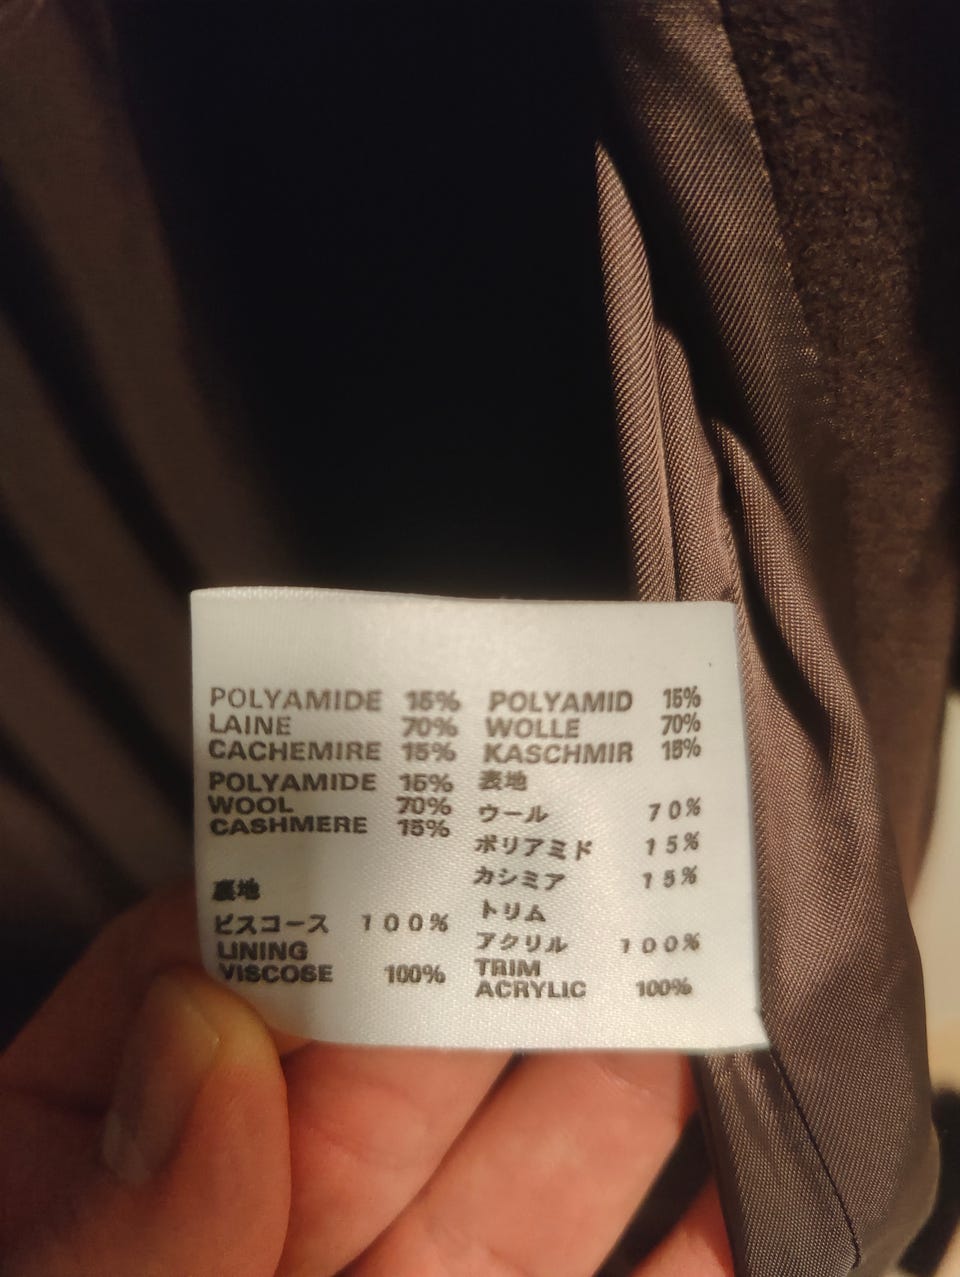 POLYAMIDE 15%
LAINE 70%
CACHEMIRE 15%
POLYAMIDE 15%
WOOL 70%
CASHMERE 15%
裏地
ビスコース 100%
LINING
VISCOSE 100%
POLYAMID 15%
WOLLE 70%
KASCHMIR 15%
表地
ウール 70%
ポリアミド 15%
カシミア 15%
トリム
アクリル 100%
TRIM
ACRYLIC 100%